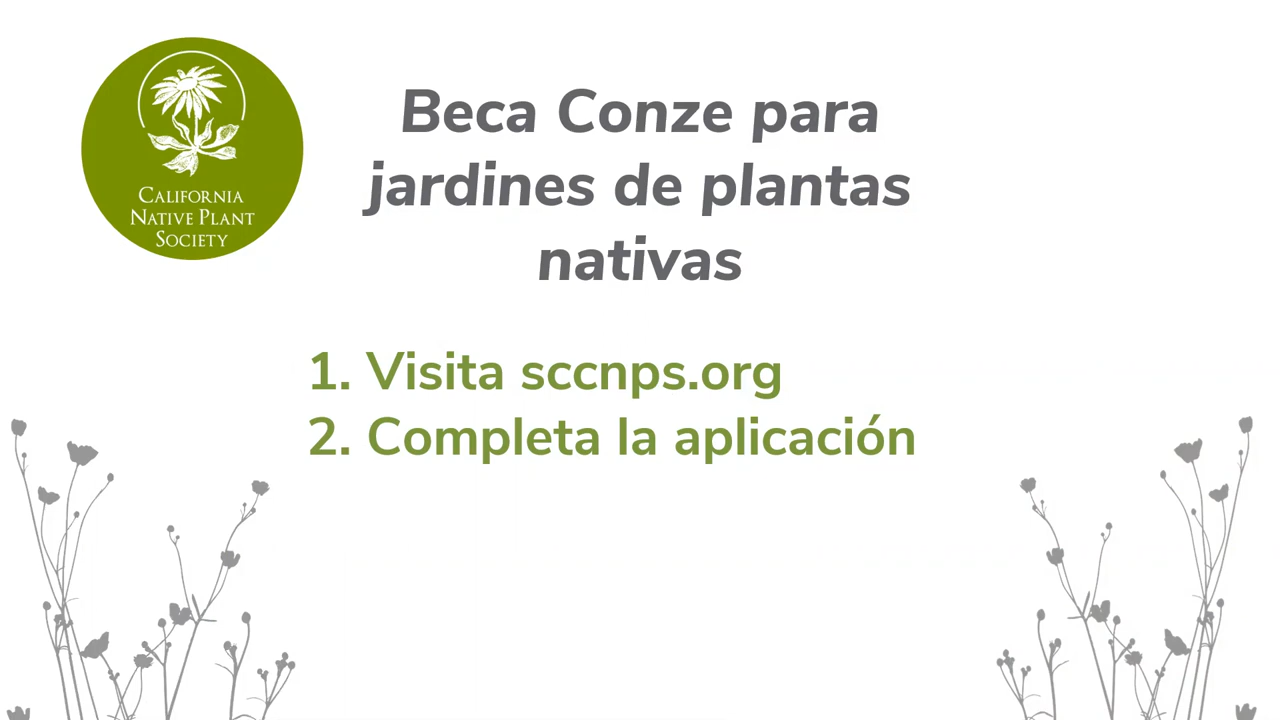 CALIFORNIA
NATIVE PLANT
SOCIETY
Beca Conze para
jardines de plantas
nativas
1. Visita sccnps.org
2. Completa la aplicación